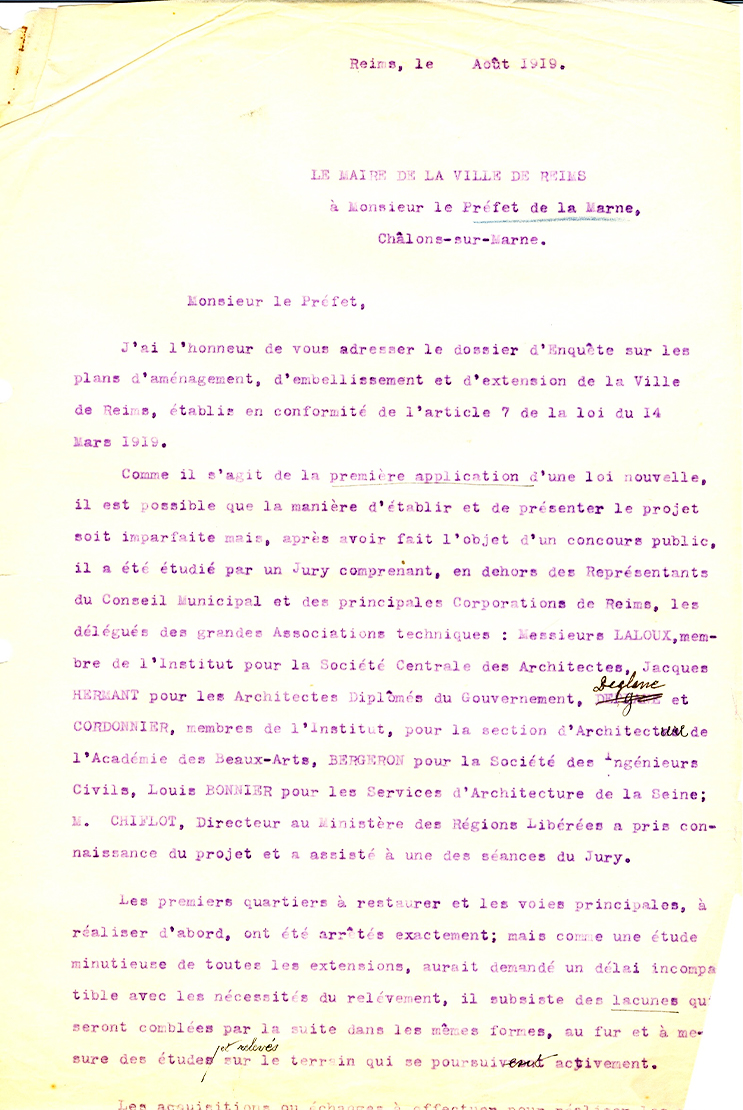 Reims, le Août 1919.
LE MAIRE DE LA VILLE DE REIMS
à Monsieur le Préfet de la Marne,
Châlons-sur-Marne.
Monsieur le Préfet,
J'ai l'honneur de vous adresser le dossier d'Enquête sur les
plans d'aménagement, d'embellissement et d'extension de la Ville
de Reims, établis en conformité de l'article 7 de la loi du 14
Mars 1919.
Comme il s'agit de la première application d'une loi nouvelle,
il est possible que la manière d'établir et de présenter le projet
soit imparfaite mais, après avoir fait l'objet d'un concours public,
il a été étudié par un Jury comprenant, en dehors des Représentants
du Conseil Municipal et des principales Corporations de Reims, les
délégués des grandes Associations techniques : Messieurs LALOUX,mem-
bre de l'Institut pour la Société Centrale des Architectes, Jacques
HERMANT pour les Architectes Diplômés du Gouvernement, Deglane et
CORDONNIER, membres de l'Institut, pour la section d'Architecture de
l'Académie des Beaux-Arts, BERGERON pour la Société des Ingénieurs
Civils, Louis BONNIER pour les Services d'Architecture de la Seine;
M. CHIFLOT, Directeur au Ministère des Régions Libérées a pris con-
naissance du projet et a assisté à une des séances du Jury.
Les premiers quartiers à restaurer et les voies principales, à
réaliser d'abord, ont été arrêtés exactement; mais comme une étude
minutieuse de toutes les extensions, aurait demandé un délai incompa
tible avec les nécessités du relévement, il subsiste des lacunes qu
seront comblées par la suite dans les mêmes formes, au fur et à me-
sure des études et relevés sur le terrain qui se poursuivent activement.
Les acquisitions ou échanges à effectuer pour réaliser les